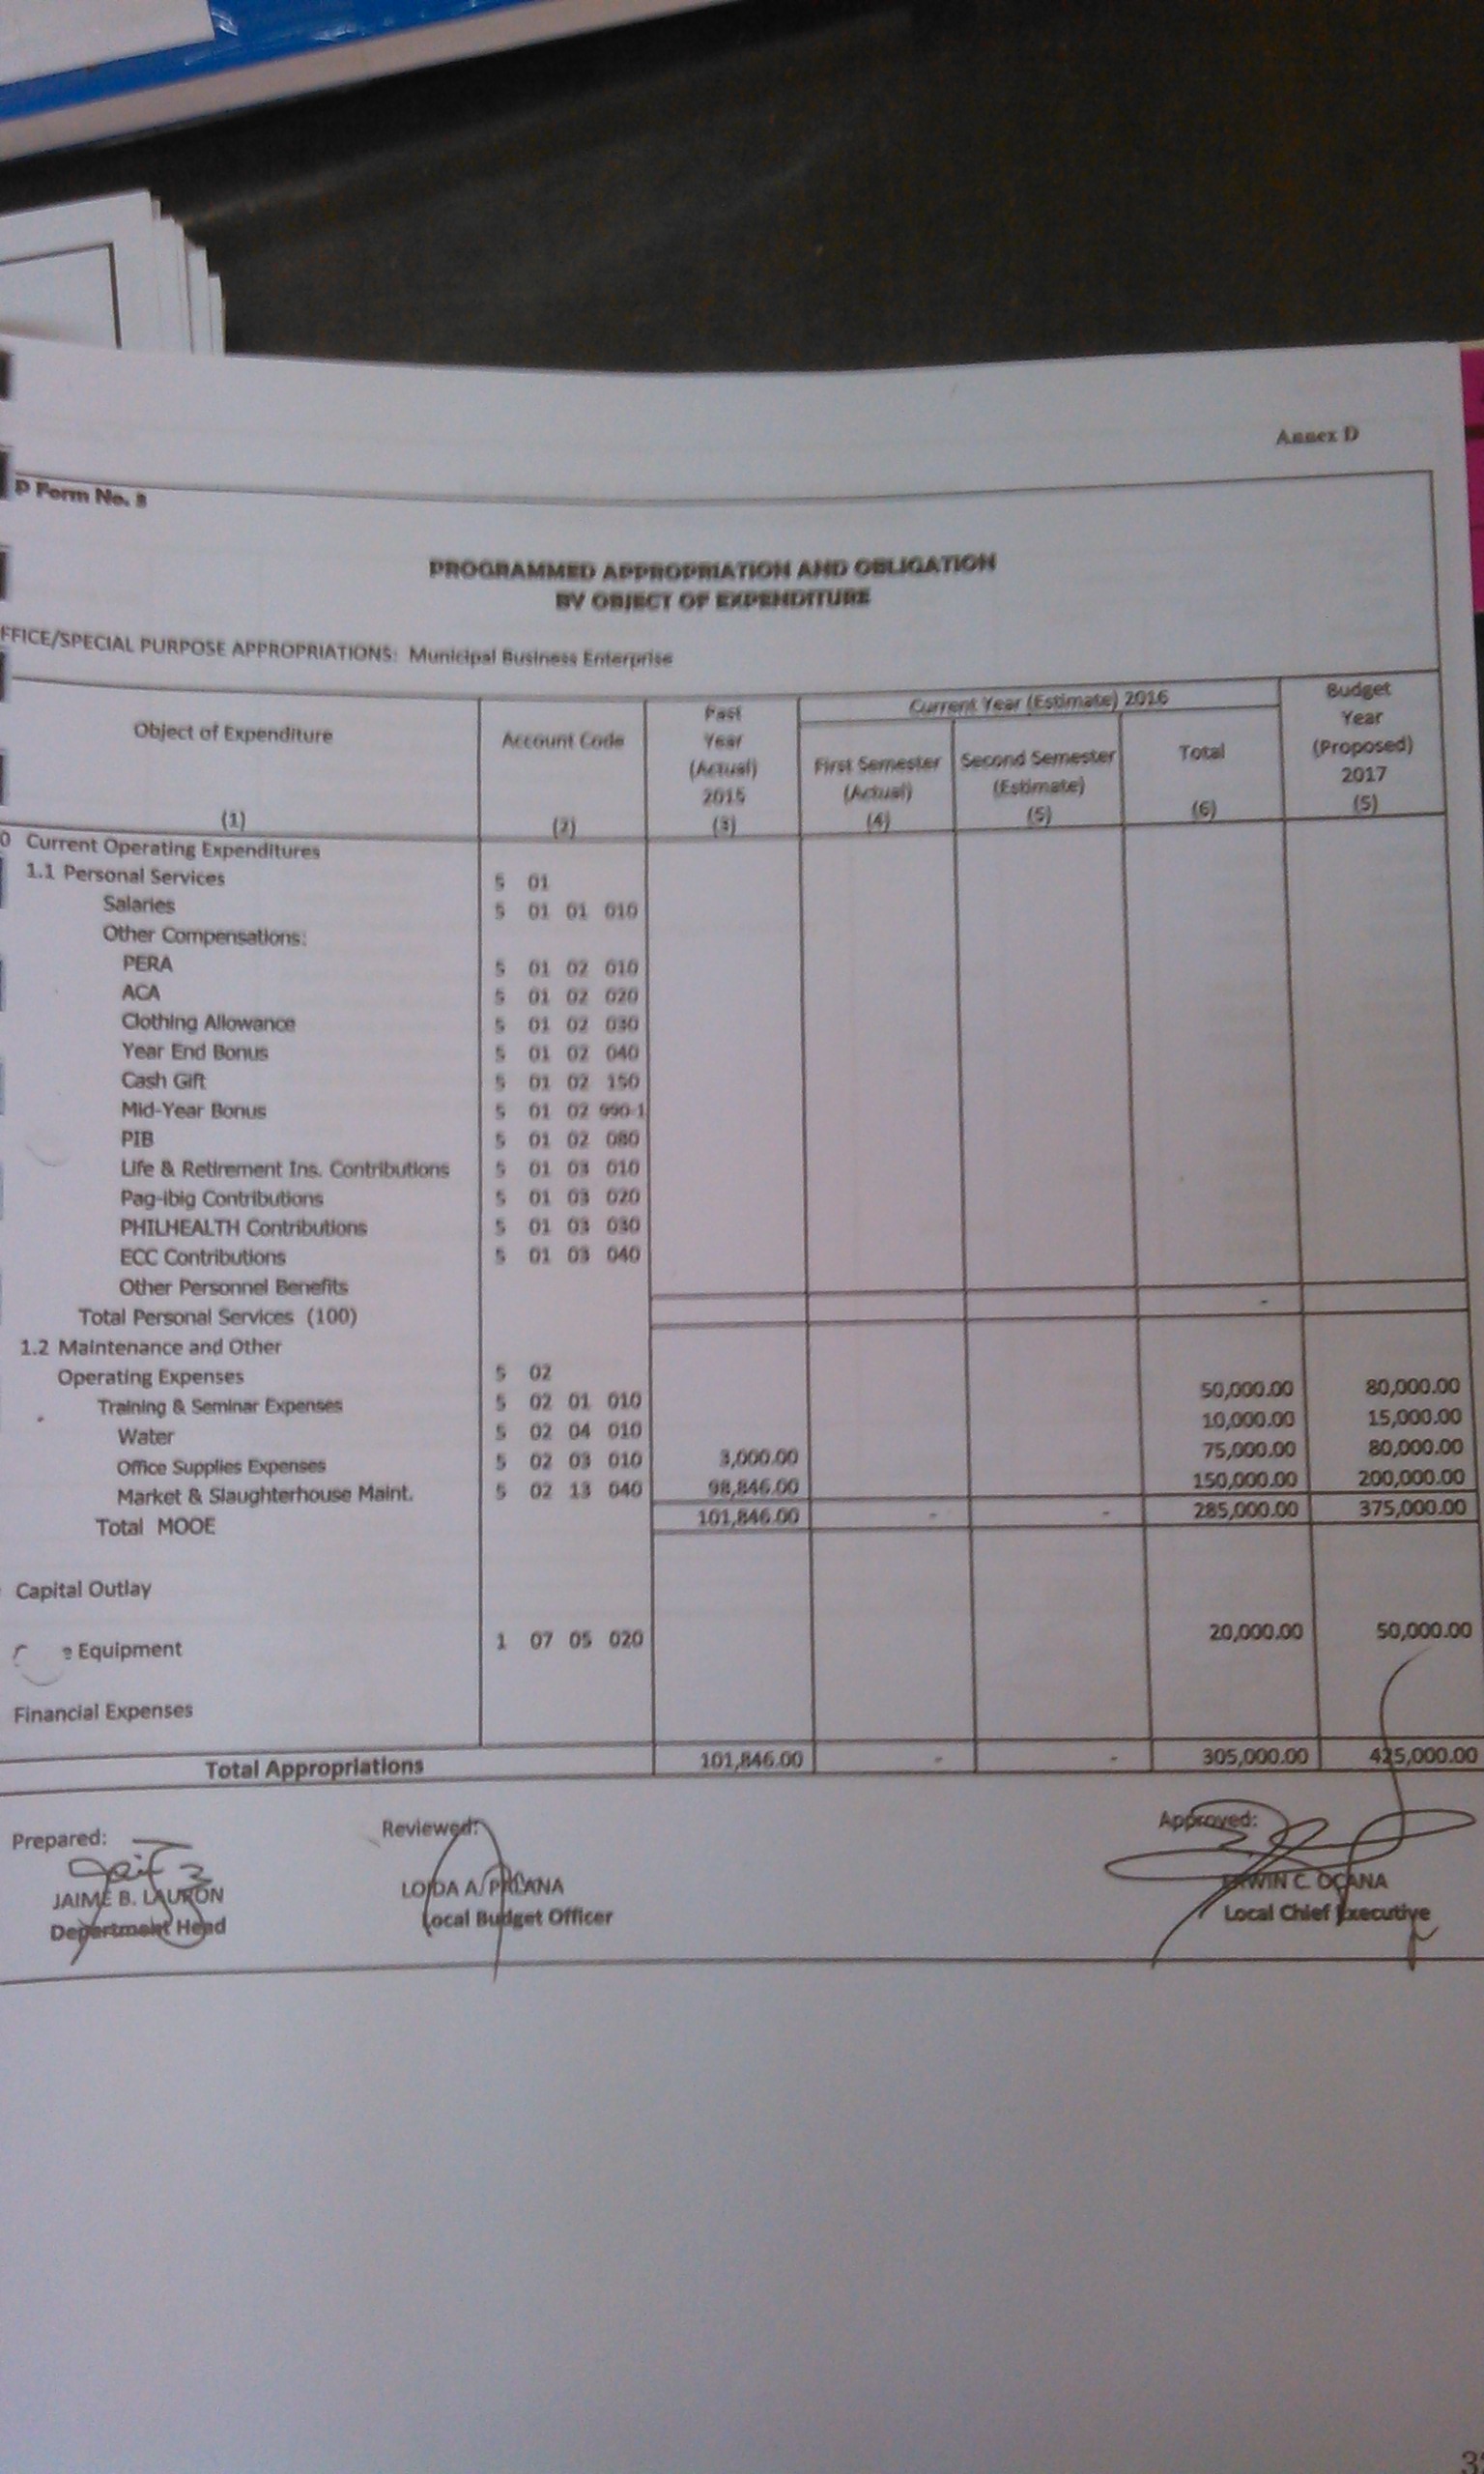 Annex D
P Form No. 8
PROGRAMMED APPROPRIATION AND OBLIGATION
BY OBJECT OF EXPENDITURE
FFICE/SPECIAL PURPOSE APPROPRIATIONS: Municipal Business Enterprise
Object of Expenditure (1) Account Code (2) Past Year (Actual) 2015 (3) Current Year (Estimate) 2016 First Semester (Actual) (4) Second Semester (Estimate) (5) Total (6) Budget Year (Proposed) 2017 (5)
0 Current Operating Expenditures
1.1 Personal Services 5 01
Salaries 5 01 01 010
Other Compensations:
PERA 5 01 02 010
ACA 5 01 02 020
Clothing Allowance 5 01 02 030
Year End Bonus 5 01 02 040
Cash Gift 5 01 02 150
Mid-Year Bonus 5 01 02 990-1
PIB 5 01 02 080
Life & Retirement Ins. Contributions 5 01 03 010
Pag-ibig Contributions 5 01 03 020
PHILHEALTH Contributions 5 01 03 030
ECC Contributions 5 01 03 040
Other Personnel Benefits
Total Personal Services (100) -
1.2 Maintenance and Other
Operating Expenses 5 02
Training & Seminar Expenses 5 02 01 010 50,000.00 80,000.00
Water 5 02 04 010 10,000.00 15,000.00
Office Supplies Expenses 5 02 03 010 3,000.00 75,000.00 80,000.00
Market & Slaughterhouse Maint. 5 02 13 040 98,846.00 150,000.00 200,000.00
Total MOOE 101,846.00 - - 285,000.00 375,000.00
Capital Outlay
e Equipment 1 07 05 020 20,000.00 50,000.00
Financial Expenses
Total Appropriations 101,846.00 - - 305,000.00 425,000.00
Prepared: Reviewed: Approved:
JAIME B. LAURON LOIDA A. PALANA ERWIN C. OCANA
Department Head Local Budget Officer Local Chief Executive